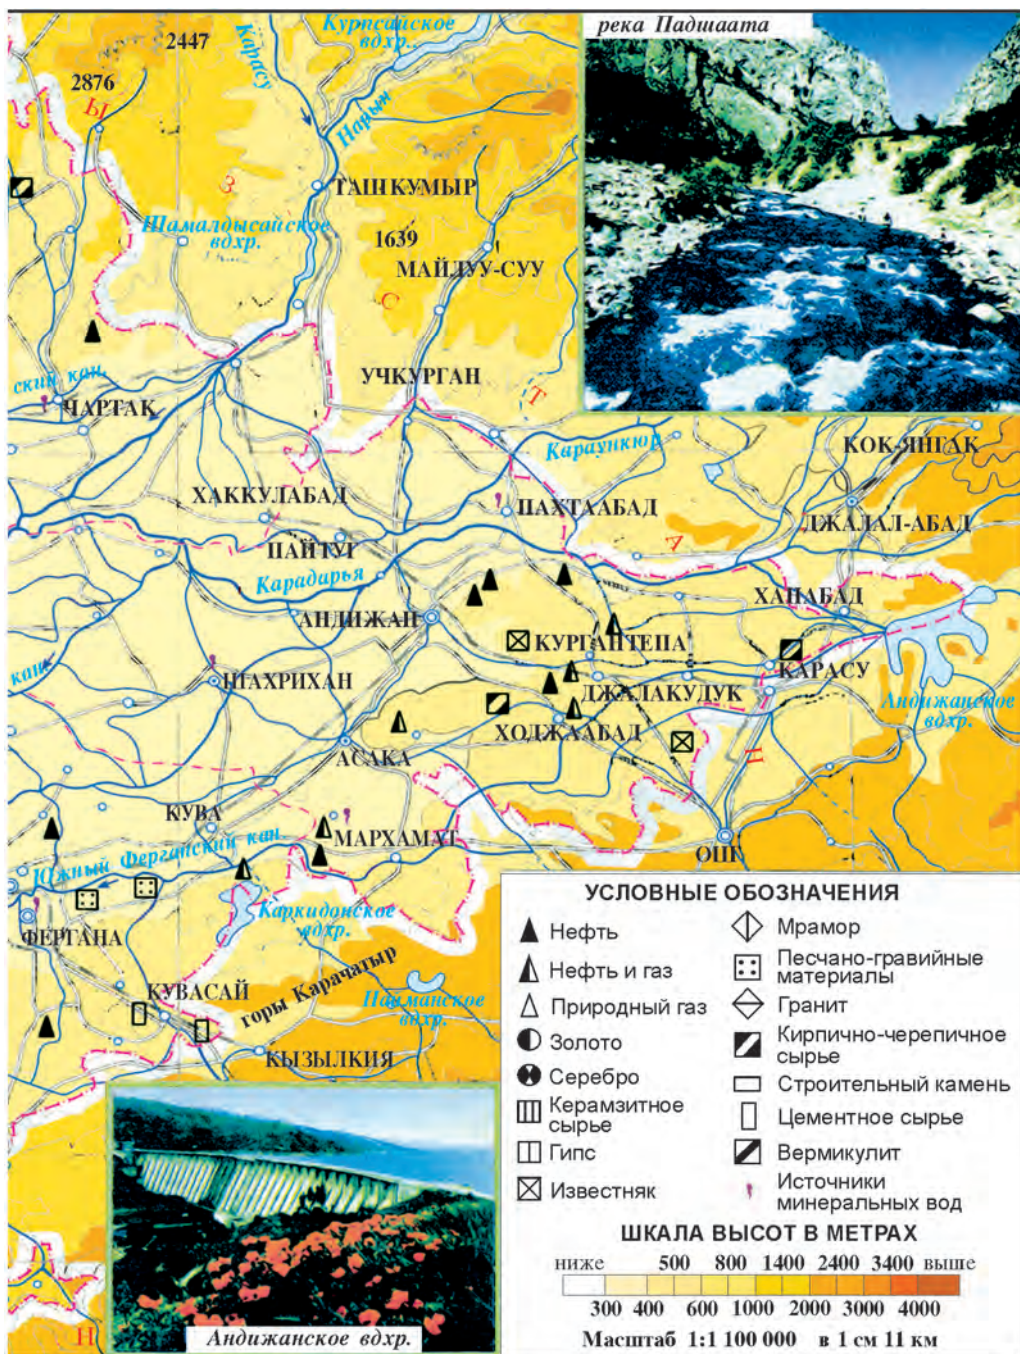 река Падшаата
2447
2876
Карасу
Курпсайское
вдхр.
Нарын
Ы
З
ТАШКУМЫР
Шамалдысайское
вдхр.
1639
МАЙЛУУ-СУУ
С
ский кан.
ЧАРТАК
УЧКУРГАН
Т
Караункюр
КОК-ЯНГАК
ХАККУЛАБАД
ПАХТААБАД
ДЖАЛАЛ-АБАД
ПАЙТУГ
А
Карадарья
ХАНАБАД
АНДИЖАН
КУРГАНТЕПА
КАРАСУ
кан.
ШАХРИХАН
ДЖАЛАКУДУК
Андижанское
вдхр.
ХОДЖААБАД
АСАКА
Н
КУВА
МАРХАМАТ
ОШ
Южный Ферганский кан.
ФЕРГАНА
Каркидонское
вдхр.
КУВАСАЙ
горы Карачатыр
Папанское
вдхр.
КЫЗЫЛКИЯ
Н
Андижанское вдхр.
УСЛОВНЫЕ ОБОЗНАЧЕНИЯ
Нефть
Нефть и газ
Природный газ
Золото
Серебро
Керамзитное
сырье
Гипс
Известняк
Мрамор
Песчано-гравийные
материалы
Гранит
Кирпично-черепичное
сырье
Строительный камень
Цементное сырье
Вермикулит
Источники
минеральных вод
ШКАЛА ВЫСОТ В МЕТРАХ
ниже 500 800 1400 2400 3400 выше
300 400 600 1000 2000 3000 4000
Масштаб 1:1 100 000 в 1 см 11 км